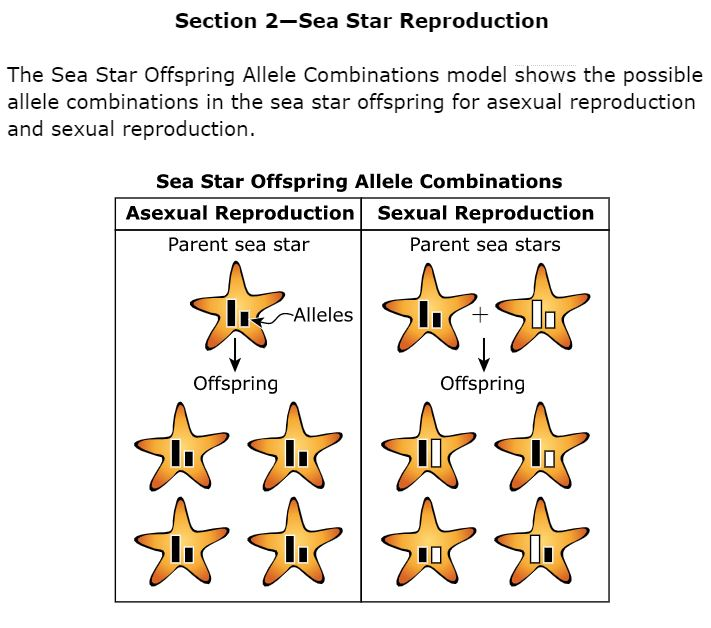 Section 2—Sea Star Reproduction
The Sea Star Offspring Allele Combinations model shows the possible
allele combinations in the sea star offspring for asexual reproduction
and sexual reproduction.
Sea Star Offspring Allele Combinations
Asexual Reproduction
Parent sea star
Alleles
Offspring
Sexual Reproduction
Parent sea stars
+
Offspring